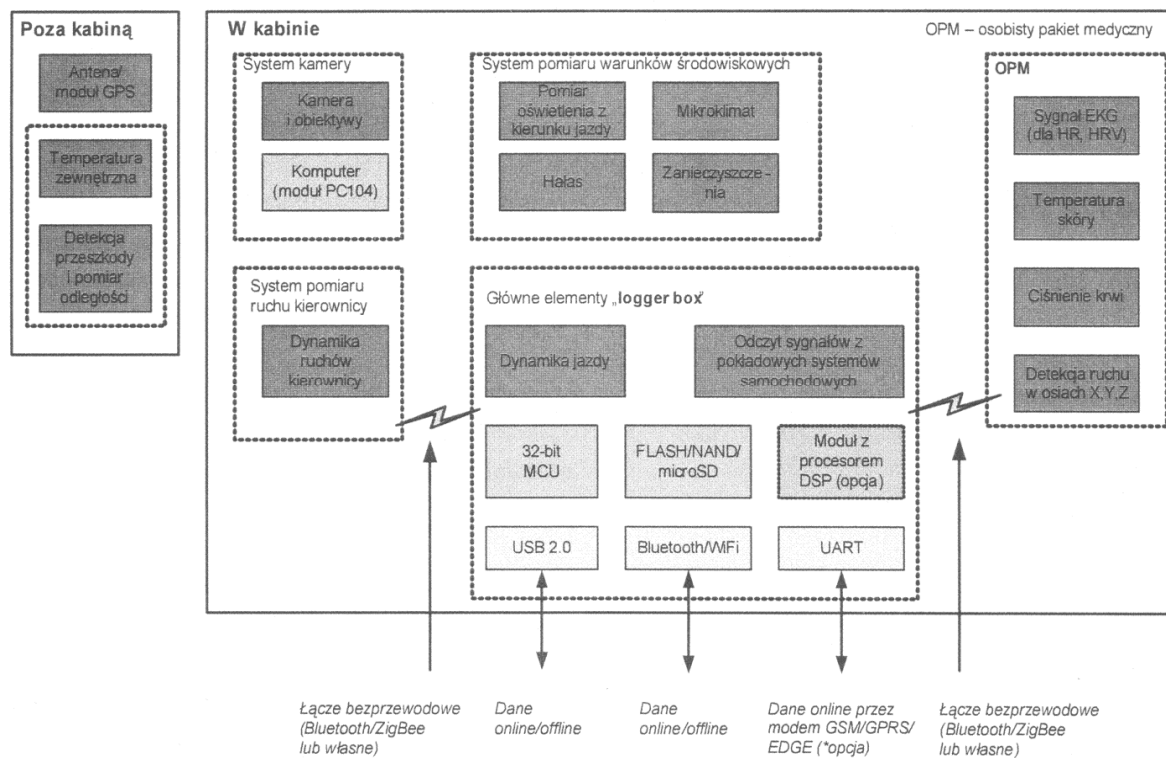 Poza kabiną
Antena/
moduł GPS
Temperatura
zewnętrzna
Detekcja
przeszkody
i pomiar
odległości
W kabinie
OPM – osobisty pakiet medyczny
System kamery
Kamera
i obiektywy
Komputer
(moduł PC104)
System pomiaru warunków środowiskowych
Pomiar
oświetlenia z
kierunku jazdy
Mikroklimat
Hałas
Zanieczyszcze -
nia
OPM
Sygnał EKG
(dla HR, HRV)
Temperatura
skóry
Ciśnienie krwi
Detekcja ruchu
w osiach X,Y,Z
System pomiaru
ruchu kierownicy
Dynamika
ruchów
kierownicy
Główne elementy „logger box”
Dynamika jazdy
Odczyt sygnałów z
pokładowych systemów
samochodowych
32-bit
MCU
FLASH/NAND/
microSD
Moduł z
procesorem
DSP (opcja)
USB 2.0
Bluetooth/WiFi
UART
Łącze bezprzewodowe
(Bluetooth/ZigBee
lub własne)
Dane
online/offline
Dane
online/offline
Dane online przez
modem GSM/GPRS/
EDGE (*opcja)
Łącze bezprzewodowe
(Bluetooth/ZigBee
lub własne)